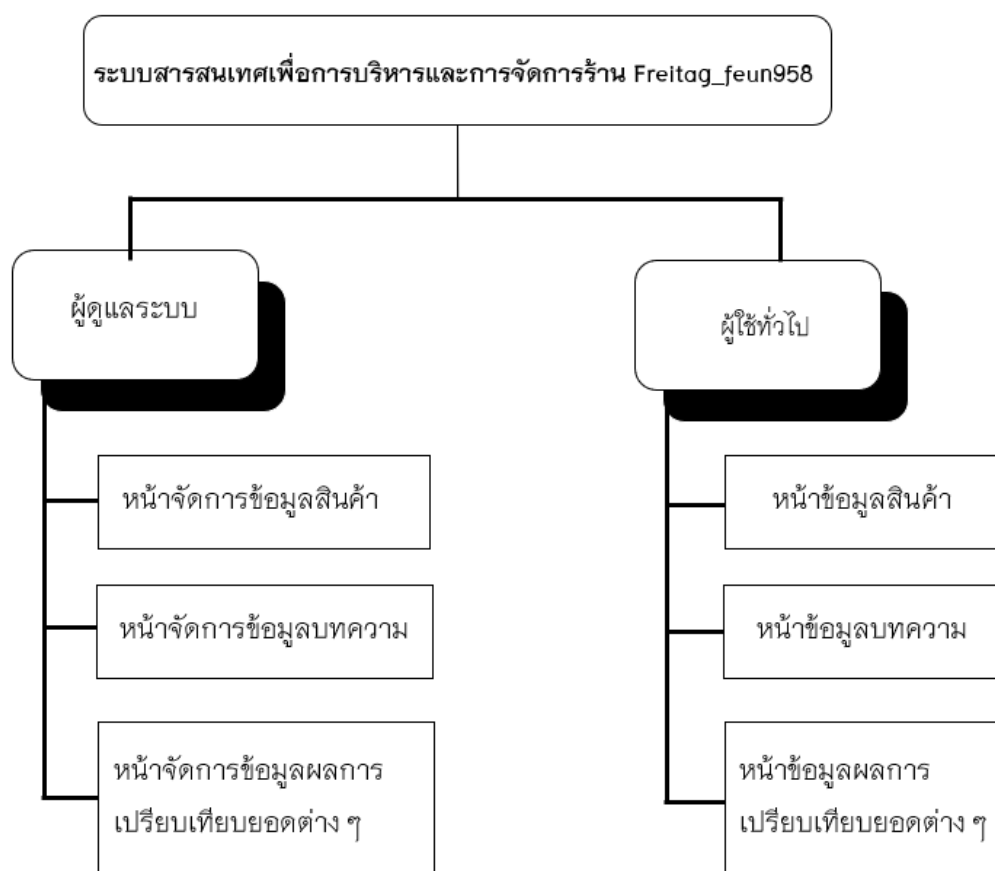 ระบบสารสนเทศเพื่อการบริหารและการจัดการร้าน Freitag_feun958
ผู้ดูแลระบบ
ผู้ใช้ทั่วไป
หน้าจัดการข้อมูลสินค้า
หน้าจัดการข้อมูลบทความ
หน้าจัดการข้อมูลผลการ
เปรียบเทียบยอดต่าง ๆ
หน้าข้อมูลสินค้า
หน้าข้อมูลบทความ
หน้าข้อมูลผลการ
เปรียบเทียบยอดต่าง ๆ